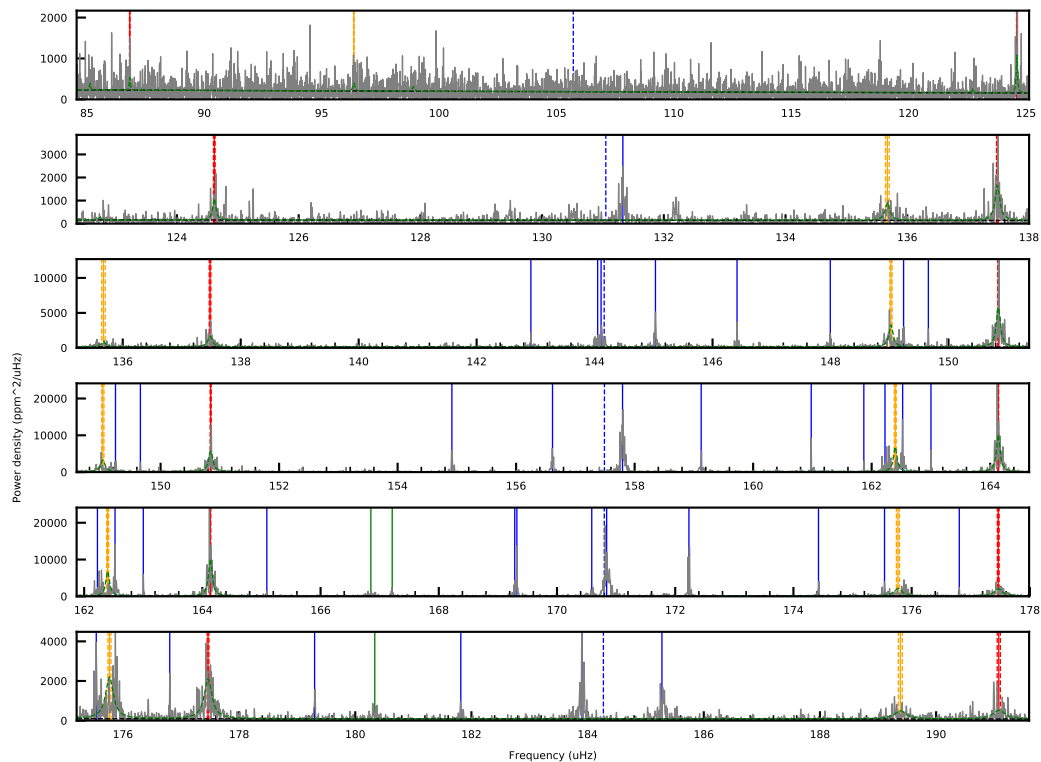 2000
1000
0
85 90 95 100 105 110 115 120 125
3000
2000
1000
0
124 126 128 130 132 134 136 138
10000
5000
0
136 138 140 142 144 146 148 150
20000
10000
0
150 152 154 156 158 160 162 164
20000
10000
0
162 164 166 168 170 172 174 176 178
4000
2000
0
176 178 180 182 184 186 188 190
Power density (ppm^2/uHz)
Frequency (uHz)